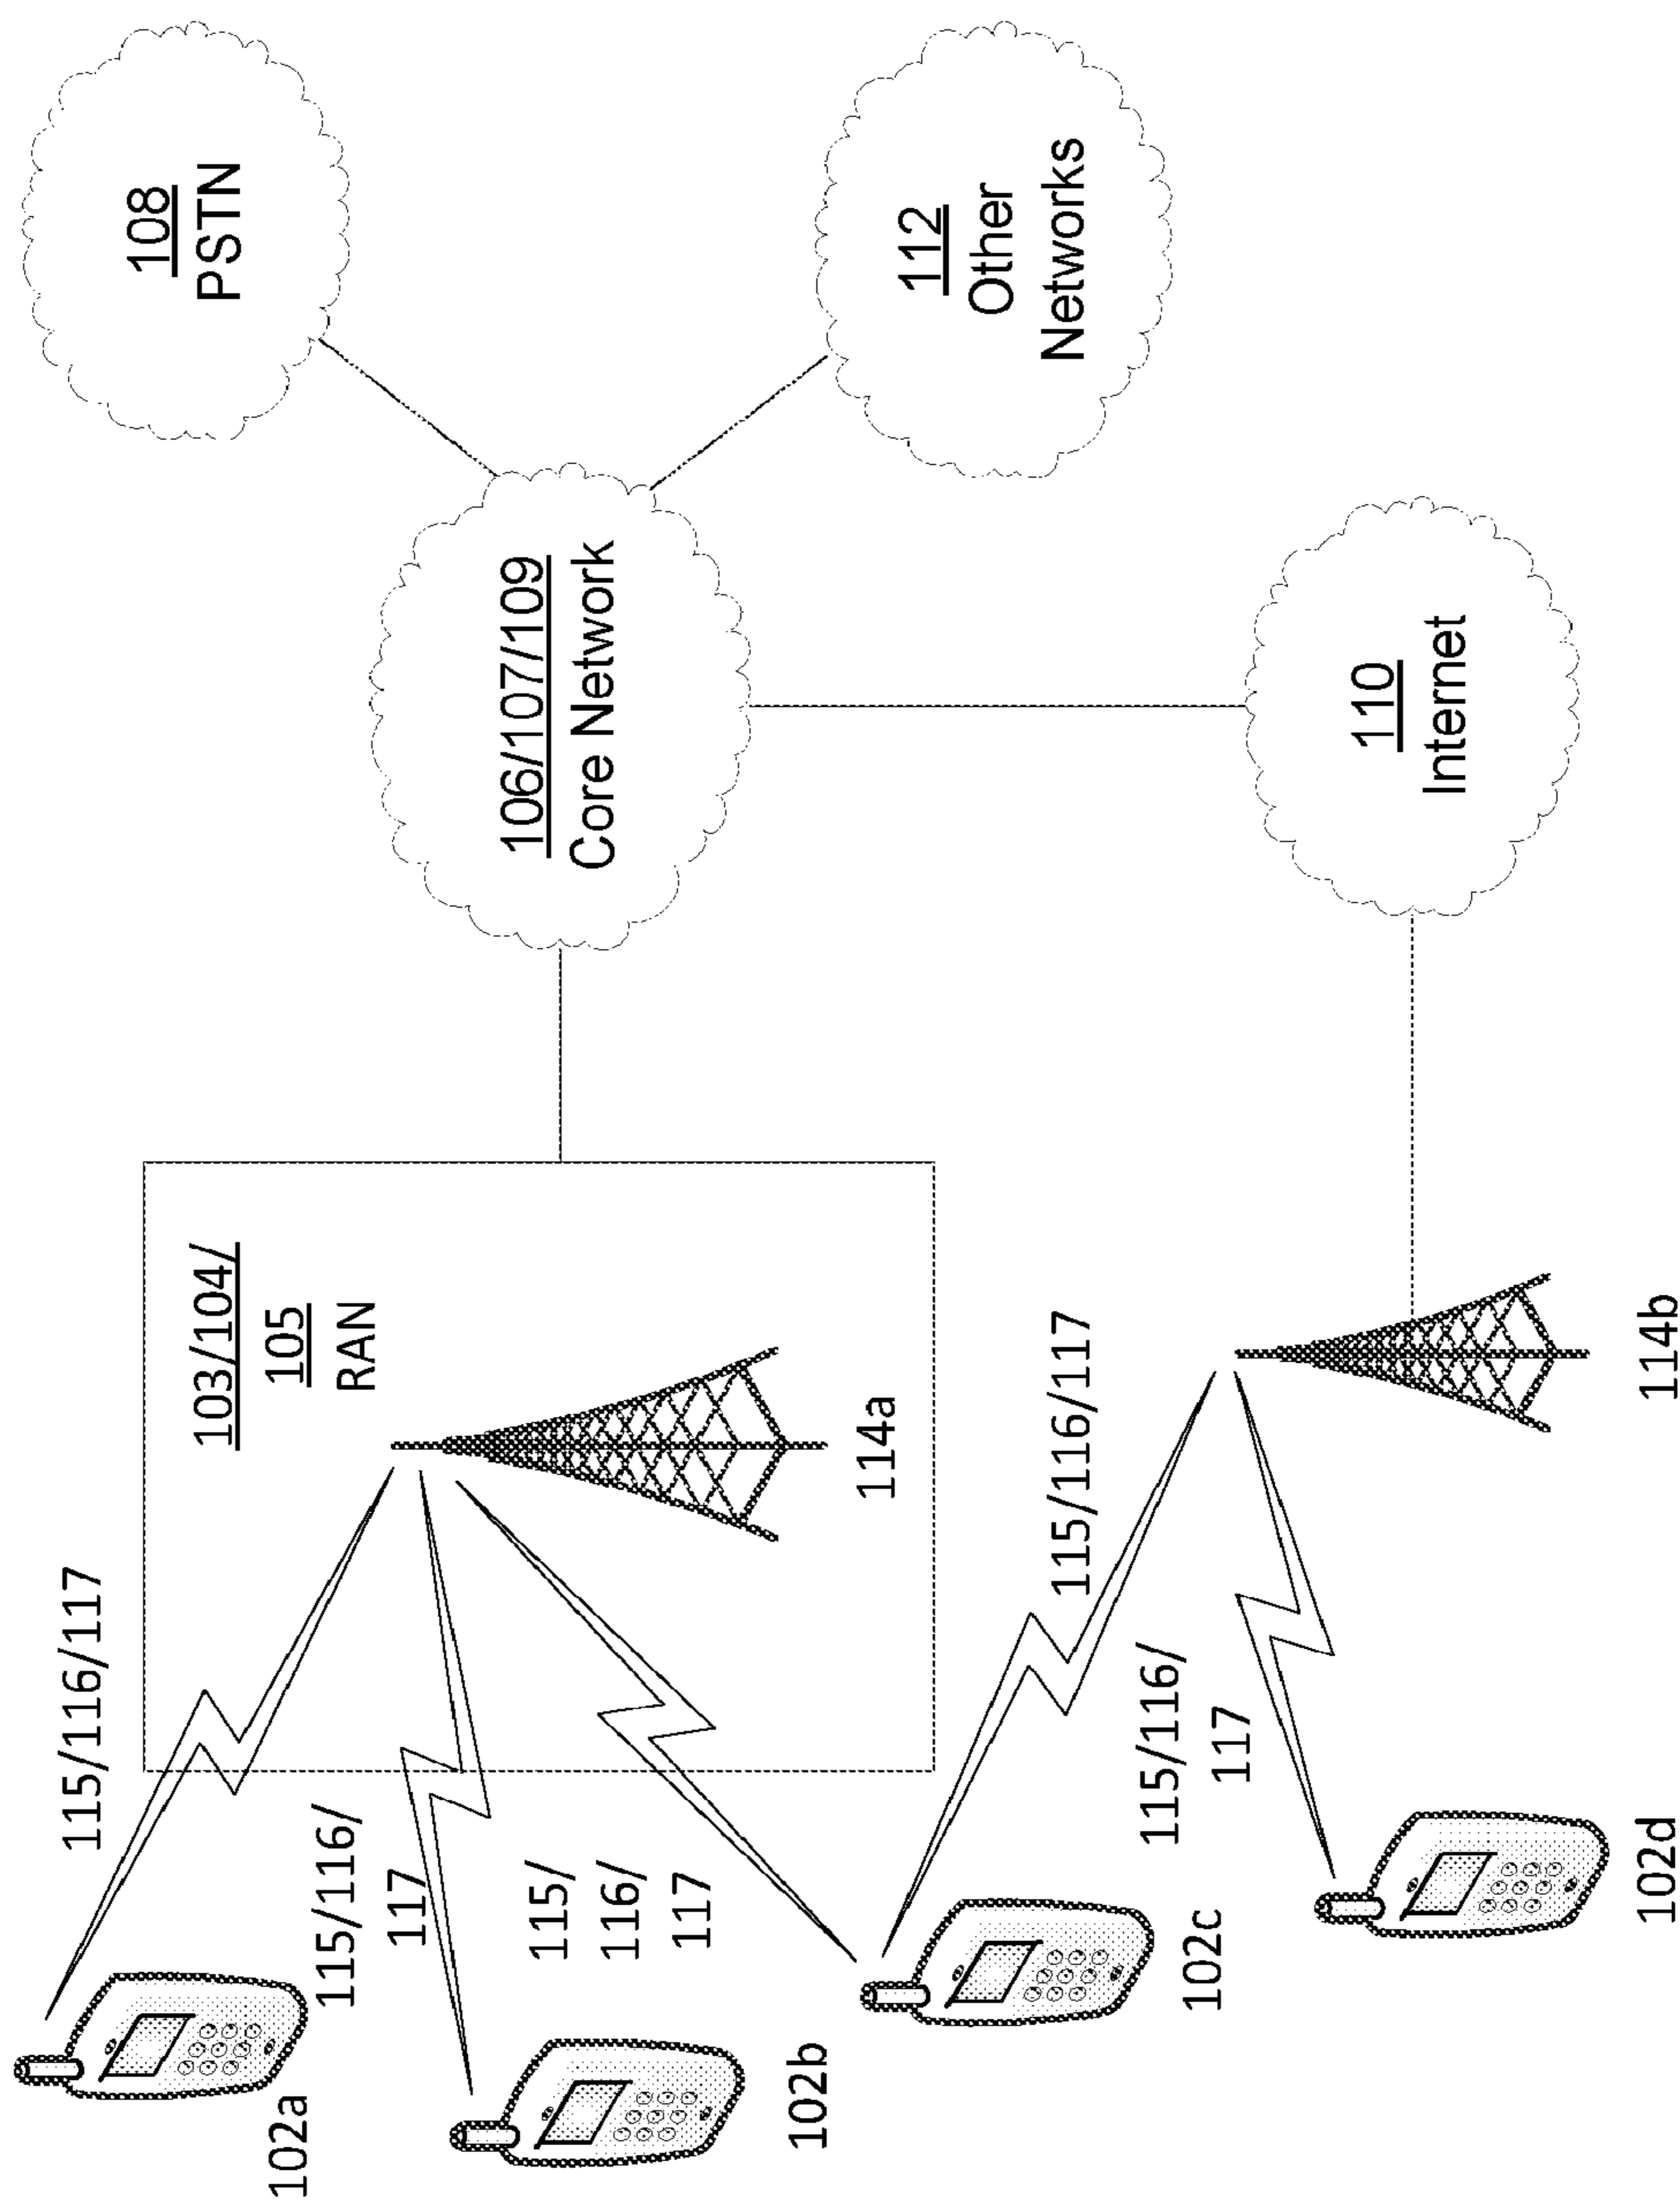 102a
115/116/117
103/104/
105
RAN
106/107/109
Core Network
108
PSTN
115/116/
117
102b
115/
116/
117
114a
112
Other
Networks
102c
115/116/117
115/116/
117
102d
114b
110
Internet